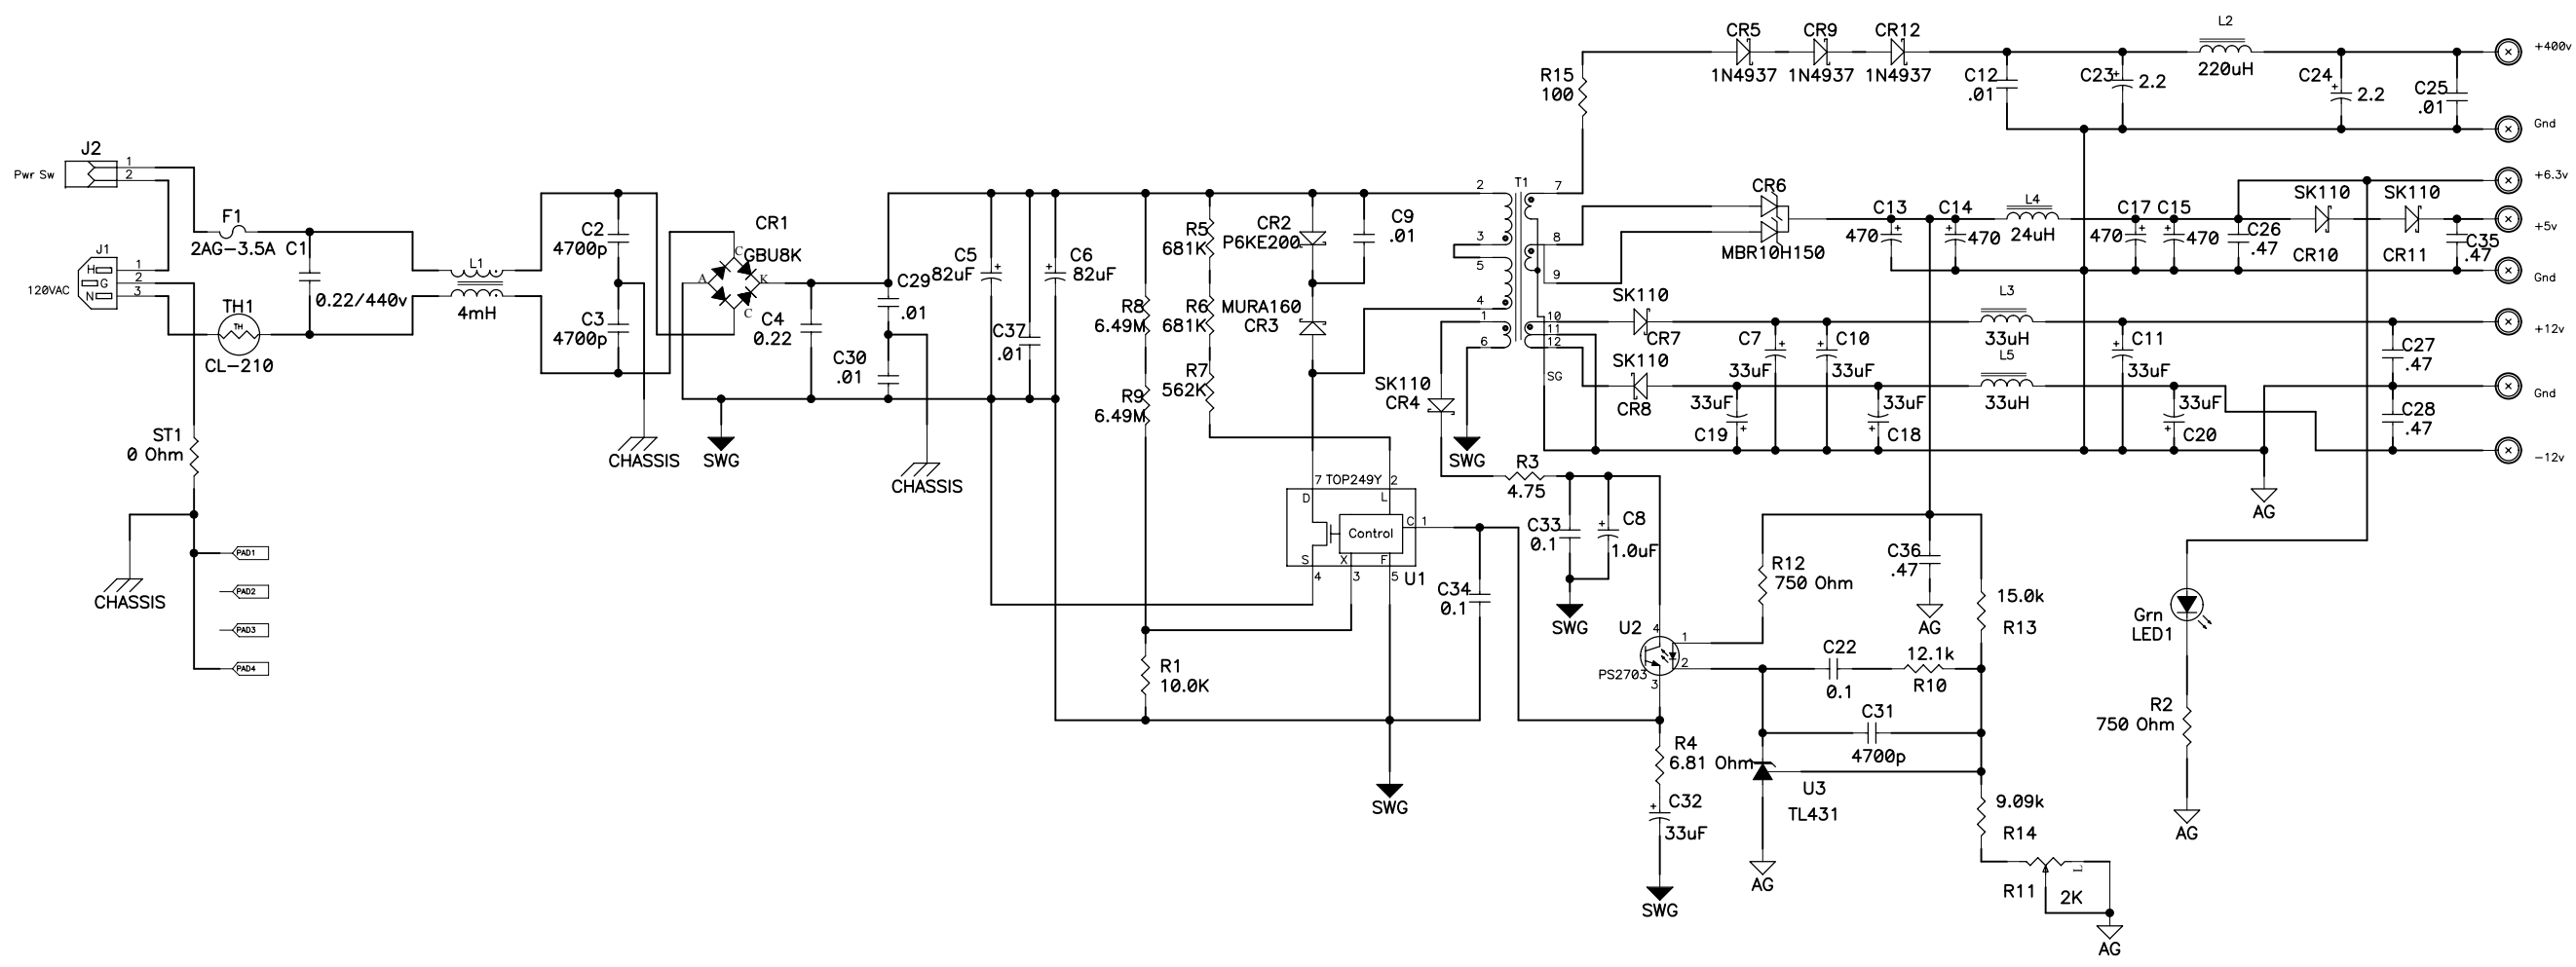 J2
Pwr Sw
1
2
J1
H
G
N
1
2
3
120VAC
F1
2AG-3.5A
C1
0.22/440v
TH1
TH
CL-210
ST1
0 Ohm
CHASSIS
PAD1
PAD2
PAD3
PAD4
L1
4mH
C2
4700p
C3
4700p
CHASSIS
CR1
GBU8K
C
A
K
C
SWG
C4
0.22
C29
.01
C30
.01
CHASSIS
C5
82uF
C37
.01
C6
82uF
R8
6.49M
R9
6.49M
R5
681K
R6
681K
R7
562K
R1
10.0K
CR2
P6KE200
MURA160
CR3
C9
.01
7 TOP249Y 2
D
L
Control
C 1
S
X
F
4
3
5
U1
SWG
C34
0.1
T1
2
3
5
4
1
6
7
8
9
10
11
12
SG
SK110
CR4
SWG
R3
4.75
C33
0.1
C8
1.0uF
SWG
U2
PS2703
4
3
1
2
R4
6.81 Ohm
C32
33uF
SWG
R15
100
CR5
1N4937
CR9
1N4937
CR12
1N4937
C12
.01
C23
2.2
L2
220uH
C24
2.2
C25
.01
+400v
Gnd
CR6
MBR10H150
C13
470
C14
470
L4
24uH
C17
470
C15
470
C26
.47
SK110
CR10
SK110
CR11
C35
.47
+6.3v
+5v
Gnd
SK110
CR7
SK110
CR8
C7
33uF
C10
33uF
L3
33uH
L5
33uH
C11
33uF
C27
.47
C28
.47
33uF
C19
33uF
C18
33uF
C20
+12v
Gnd
-12v
AG
R12
750 Ohm
C36
.47
AG
15.0k
R13
C22
0.1
12.1k
R10
C31
4700p
U3
TL431
AG
9.09k
R14
R11
2K
AG
Grn
LED1
R2
750 Ohm
AG